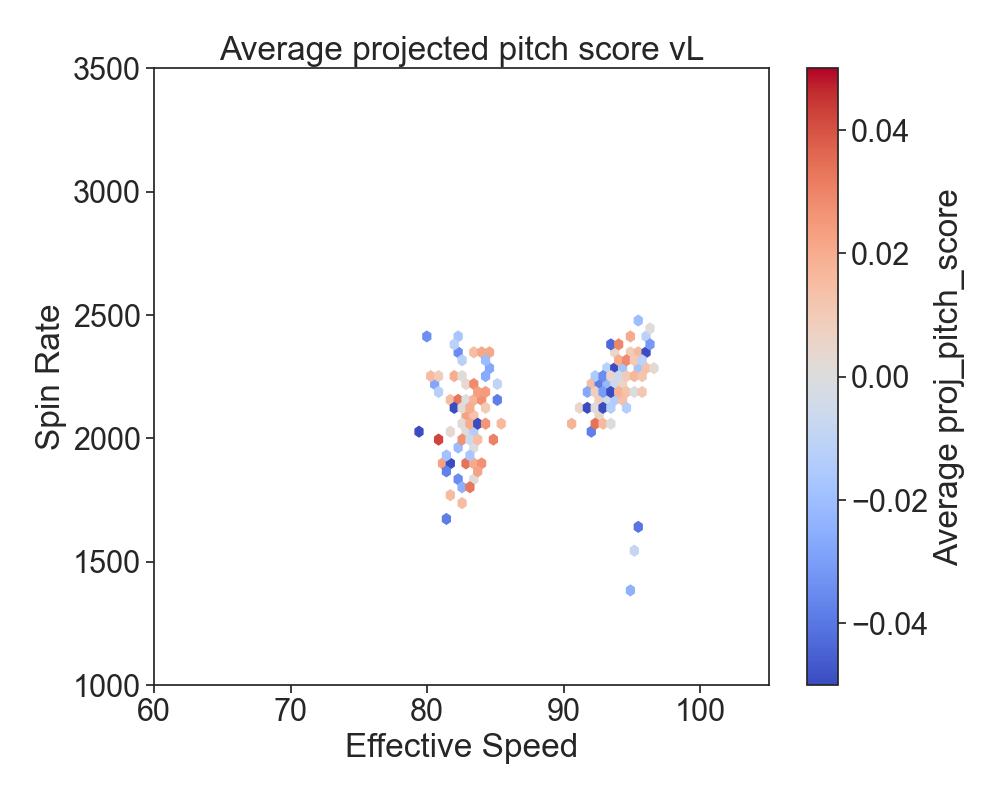 Average projected pitch score vL
3500
3000
2500
2000
1500
1000
Spin Rate
60 70 80 90 100
Effective Speed
0.04
0.02
0.00
−0.02
−0.04
Average proj_pitch_score